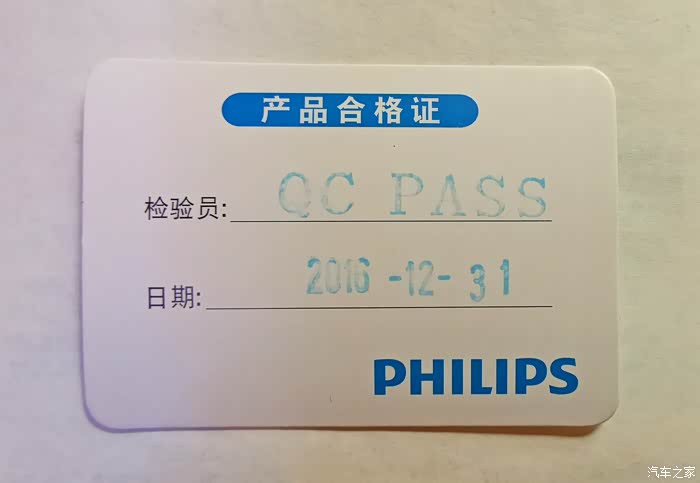 产品合格证
检验员: QC PASS
日期: 2016 -12- 31
PHILIPS
汽车之家